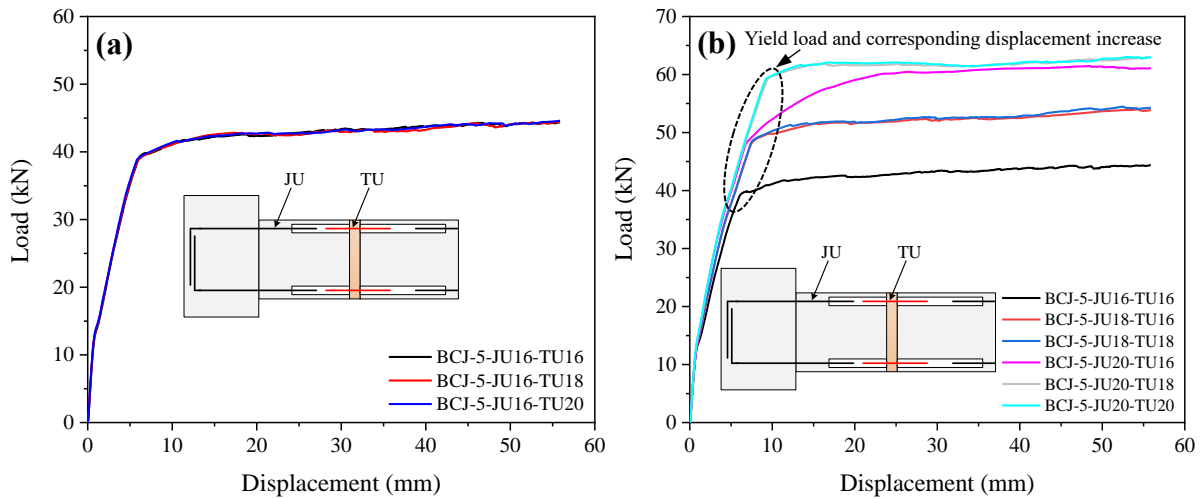 (a)
60
50
40
30
20
10
0
Load (kN)
JU TU
BCJ-5-JU16-TU16
BCJ-5-JU16-TU18
BCJ-5-JU16-TU20
0 10 20 30 40 50 60
Displacement (mm)
(b)
Yield load and corresponding displacement increase
70
60
50
40
30
20
10
0
Load (kN)
JU TU
BCJ-5-JU16-TU16
BCJ-5-JU18-TU16
BCJ-5-JU18-TU18
BCJ-5-JU20-TU16
BCJ-5-JU20-TU18
BCJ-5-JU20-TU20
0 10 20 30 40 50 60
Displacement (mm)